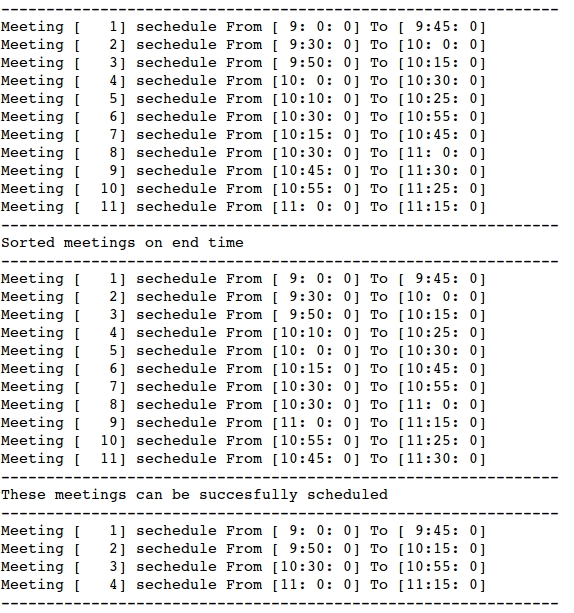 --------------------------------------------------------------
Meeting [   1] sechedule From [ 9: 0: 0] To [ 9:45: 0]
Meeting [   2] sechedule From [ 9:30: 0] To [10: 0: 0]
Meeting [   3] sechedule From [ 9:50: 0] To [10:15: 0]
Meeting [   4] sechedule From [10: 0: 0] To [10:30: 0]
Meeting [   5] sechedule From [10:10: 0] To [10:25: 0]
Meeting [   6] sechedule From [10:30: 0] To [10:55: 0]
Meeting [   7] sechedule From [10:15: 0] To [10:45: 0]
Meeting [   8] sechedule From [10:30: 0] To [11: 0: 0]
Meeting [   9] sechedule From [10:45: 0] To [11:30: 0]
Meeting [  10] sechedule From [10:55: 0] To [11:25: 0]
Meeting [  11] sechedule From [11: 0: 0] To [11:15: 0]
--------------------------------------------------------------
Sorted meetings on end time
--------------------------------------------------------------
Meeting [   1] sechedule From [ 9: 0: 0] To [ 9:45: 0]
Meeting [   2] sechedule From [ 9:30: 0] To [10: 0: 0]
Meeting [   3] sechedule From [ 9:50: 0] To [10:15: 0]
Meeting [   4] sechedule From [10:10: 0] To [10:25: 0]
Meeting [   5] sechedule From [10: 0: 0] To [10:30: 0]
Meeting [   6] sechedule From [10:15: 0] To [10:45: 0]
Meeting [   7] sechedule From [10:30: 0] To [10:55: 0]
Meeting [   8] sechedule From [10:30: 0] To [11: 0: 0]
Meeting [   9] sechedule From [11: 0: 0] To [11:15: 0]
Meeting [  10] sechedule From [10:55: 0] To [11:25: 0]
Meeting [  11] sechedule From [10:45: 0] To [11:30: 0]
--------------------------------------------------------------
These meetings can be succesfully scheduled
--------------------------------------------------------------
Meeting [   1] sechedule From [ 9: 0: 0] To [ 9:45: 0]
Meeting [   2] sechedule From [ 9:50: 0] To [10:15: 0]
Meeting [   3] sechedule From [10:30: 0] To [10:55: 0]
Meeting [   4] sechedule From [11: 0: 0] To [11:15: 0]
--------------------------------------------------------------